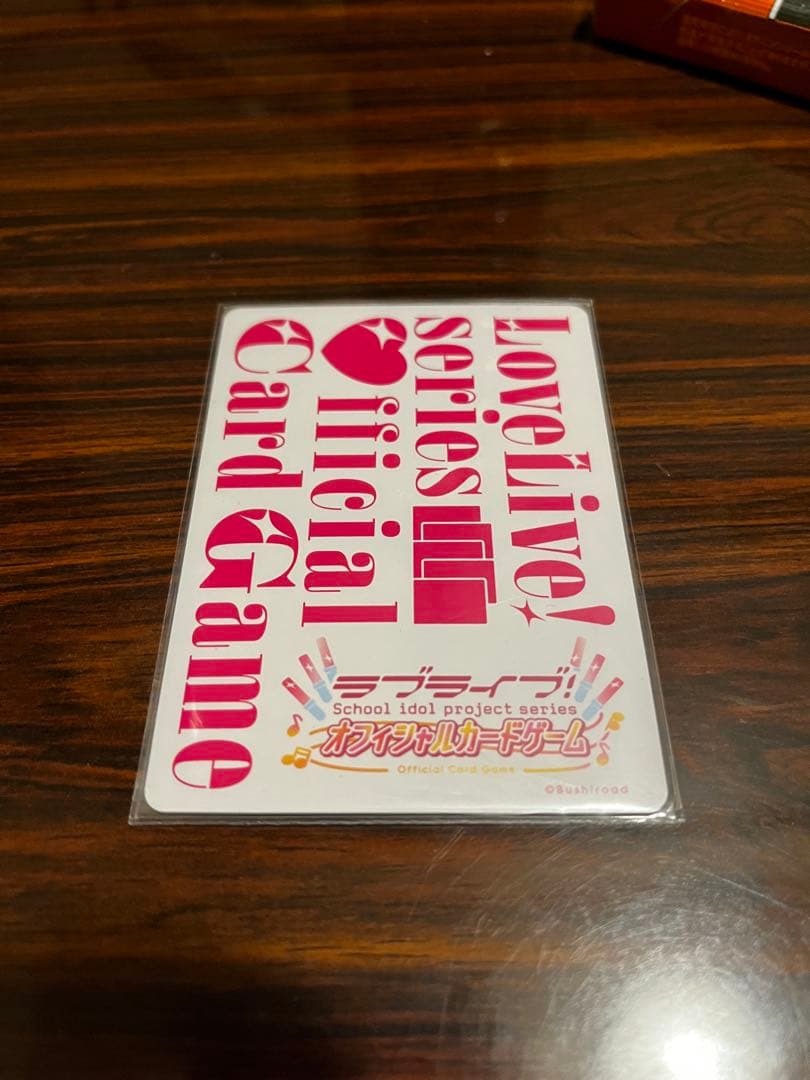 LoveLive!
series
fficial
Card Game
ラブライブ!
School idol project series
オフィシャルカードゲーム
Official Card Game
©Bushiroad